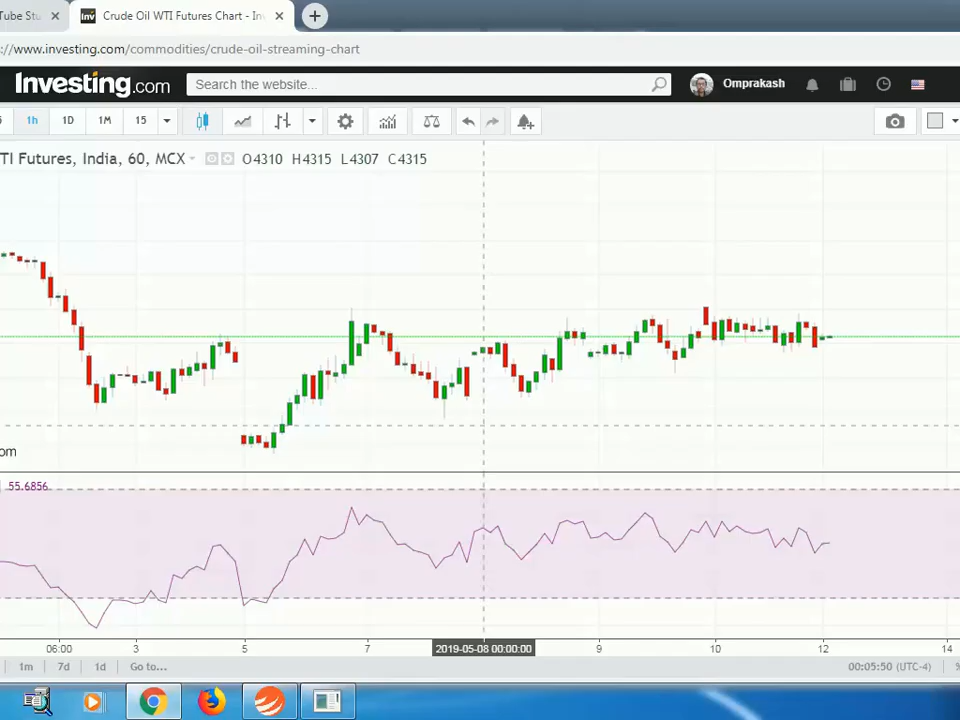 Tube Stu
Crude Oil WTI Futures Chart - In
://www.investing.com/commodities/crude-oil-streaming-chart
Investing.com
Search the website...
Omprakash
1h 1D 1M 15
TI Futures, India, 60, MCX O4310 H4315 L4307 C4315
om
55.6856
06:00 3 5 7 2019-05-08 00:00:00 9 10 12 14
1m 7d 1d Go to... 00:05:50 (UTC-4) %